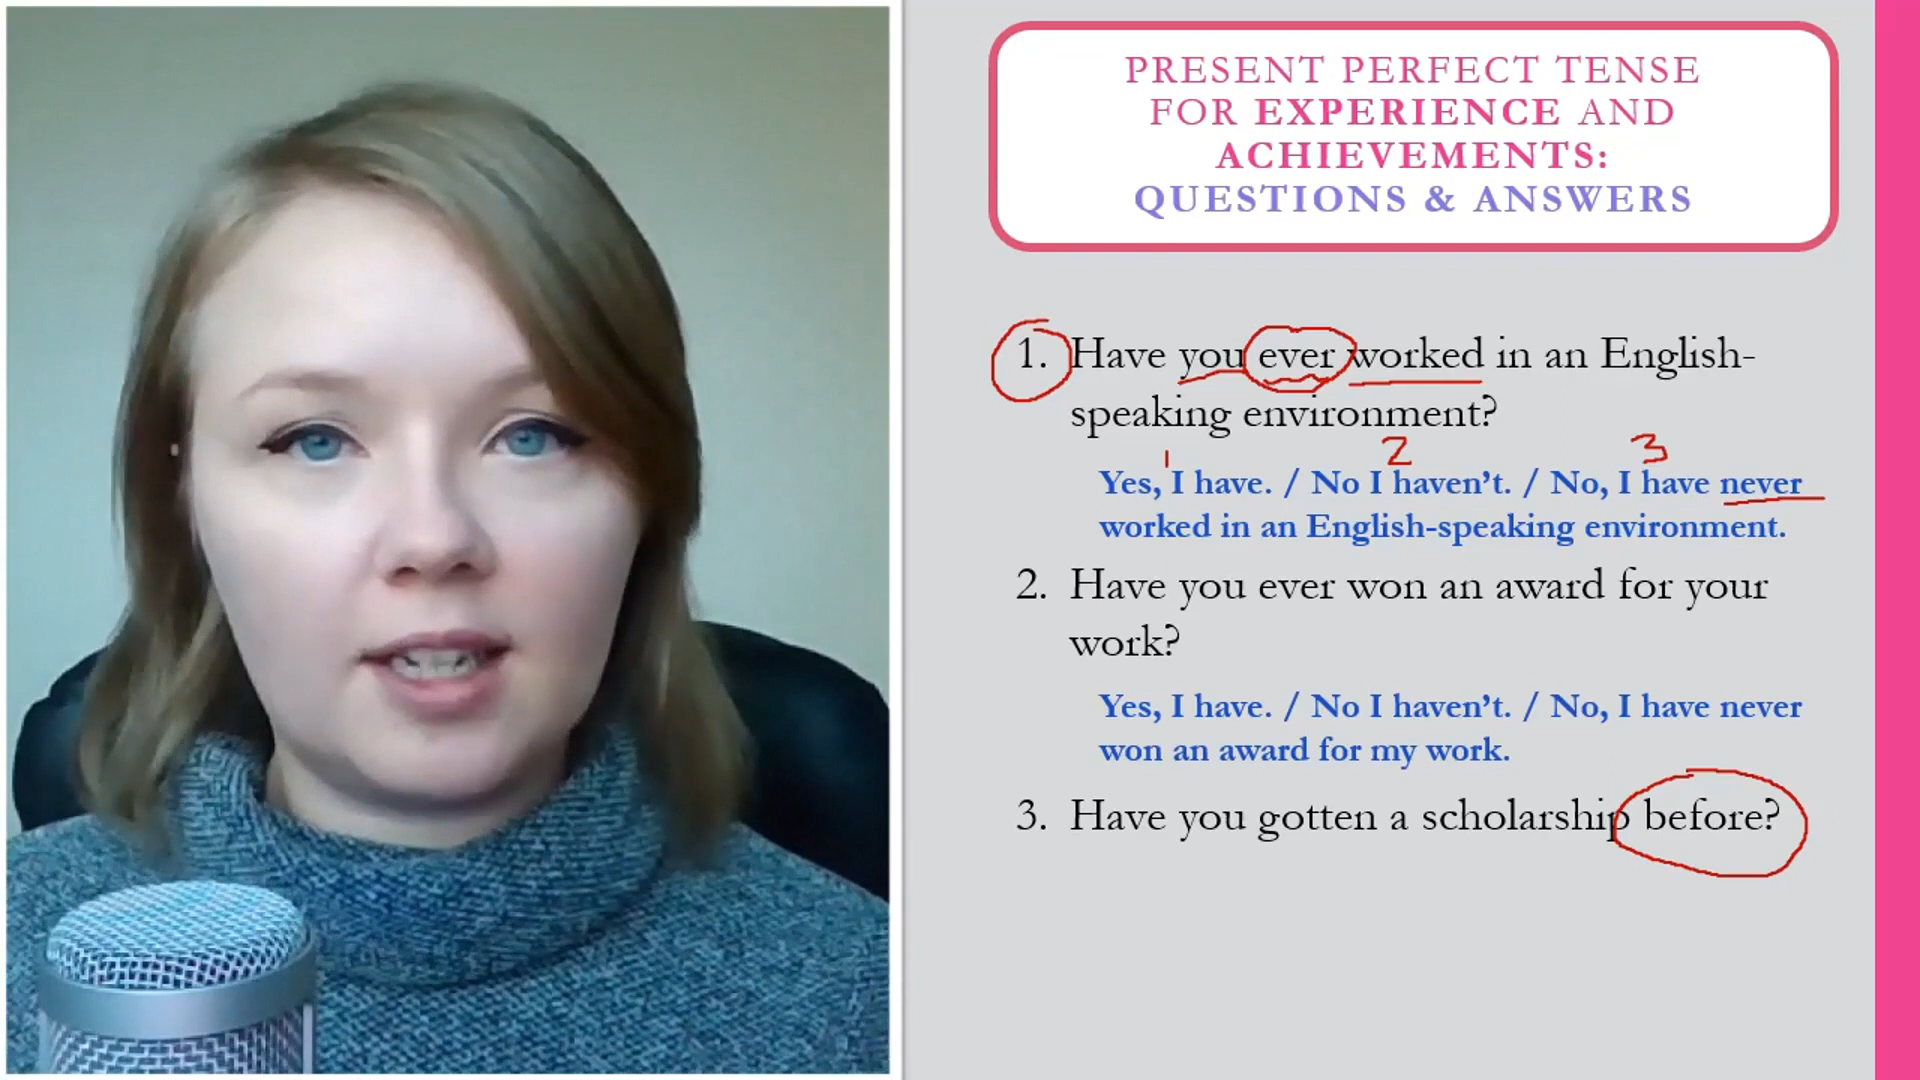 PRESENT PERFECT TENSE
FOR EXPERIENCE AND
ACHIEVEMENTS:
QUESTIONS & ANSWERS
1. Have you ever worked in an English-
speaking environment?
1 2 3
Yes, I have. / No I haven’t. / No, I have never
worked in an English-speaking environment.
2. Have you ever won an award for your
work?
Yes, I have. / No I haven’t. / No, I have never
won an award for my work.
3. Have you gotten a scholarship before?